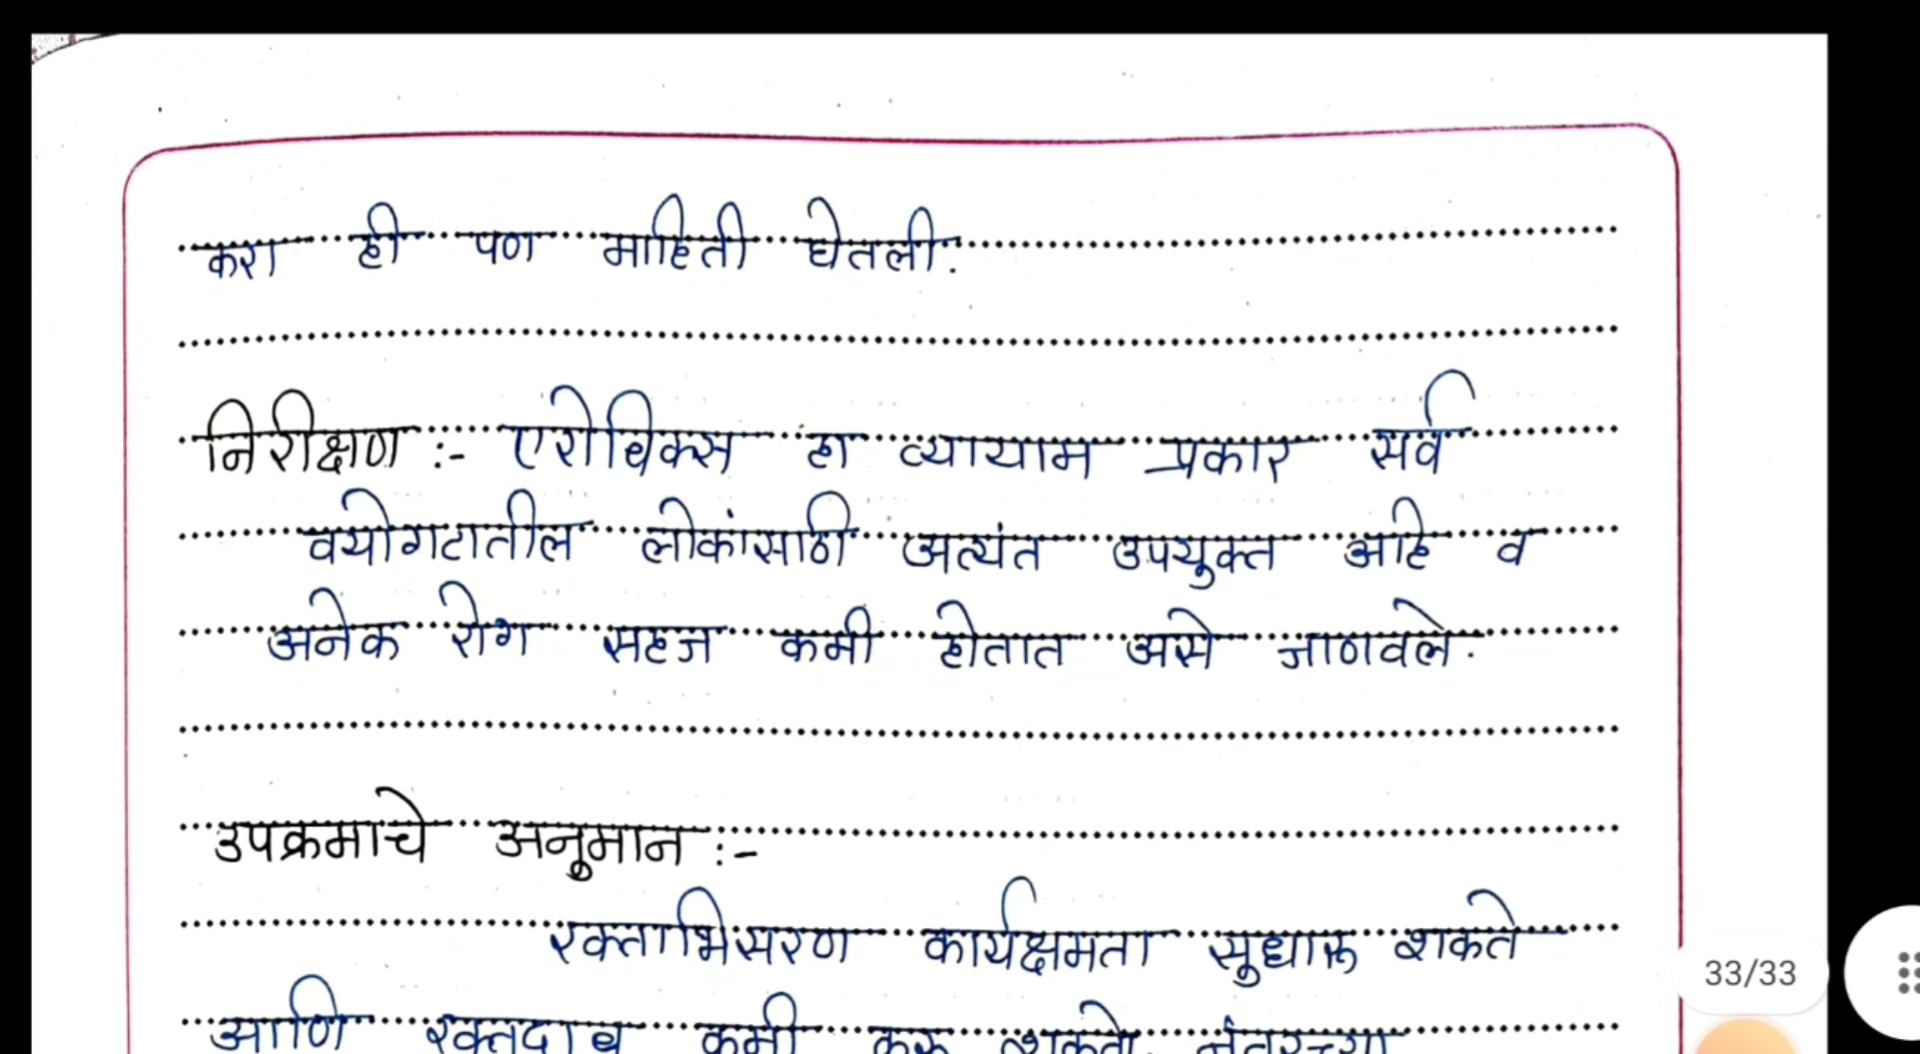 करा ही पण माहिती घेतली.
निरीक्षण :- एरोबिक्स हा व्यायाम प्रकार सर्व
वयोगटातील लोकांसाठी अत्यंत उपयुक्त आहे व
अनेक रोग सहज कमी होतात असे जाणवले.
उपक्रमाचे अनुमान :-
रक्ताभिसरण कार्यक्षमता सुधारू शकते
आणि रक्तदाब कमी करू शकतो. नंतरच्या
33/33